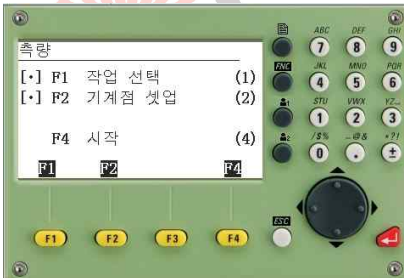 측량
[·] F1 작업 선택 (1)
[·] F2 기계점 셋업 (2)
F4 시작 (4)
F1 F2 F4
F1 F2 F3 F4
ABC DEF GHI
7 8 9
FNC JKL MNO PQR
4 5 6
STU VWX YZ
1 2 3
/$% _@& *?!
0 . ±
ESC